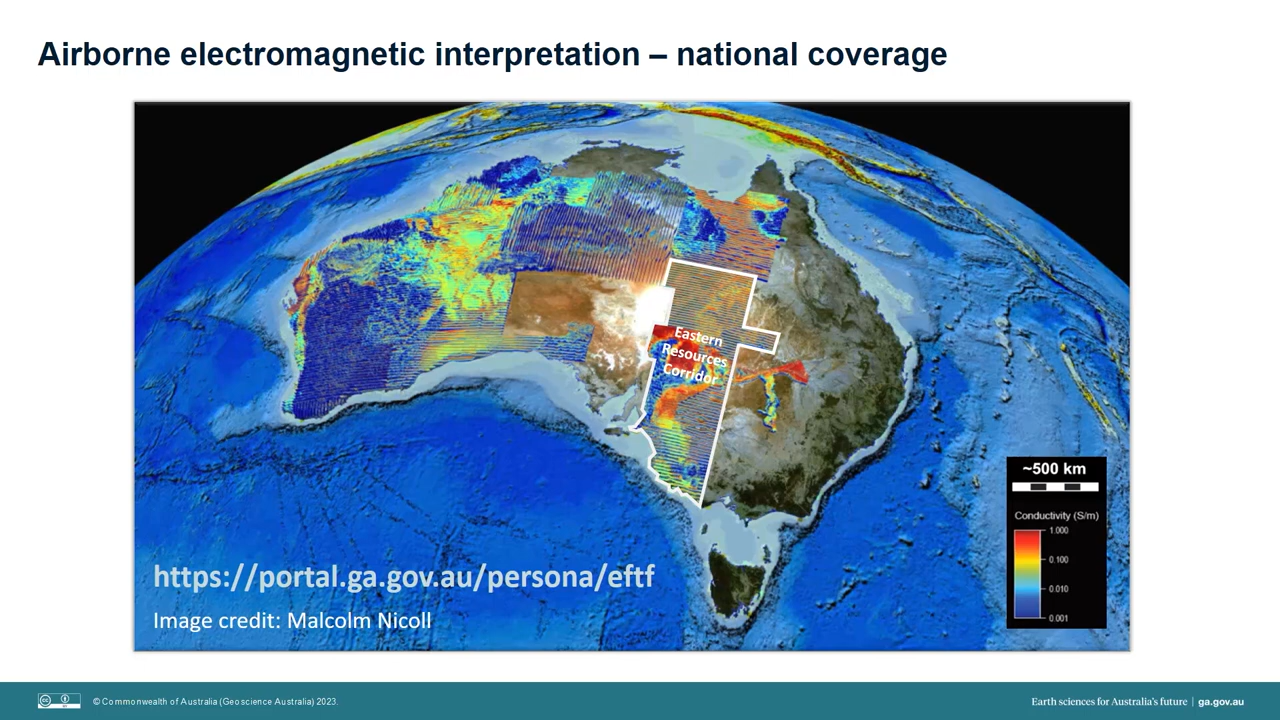 Airborne electromagnetic interpretation – national coverage
Eastern
Resources
Corridor
~500 km
Conductivity (S/m)
1.000
0.100
0.010
0.001
https://portal.ga.gov.au/persona/eftf
Image credit: Malcolm Nicoll
© Commonwealth of Australia (Geoscience Australia) 2023.
Earth sciences for Australia's future | ga.gov.au